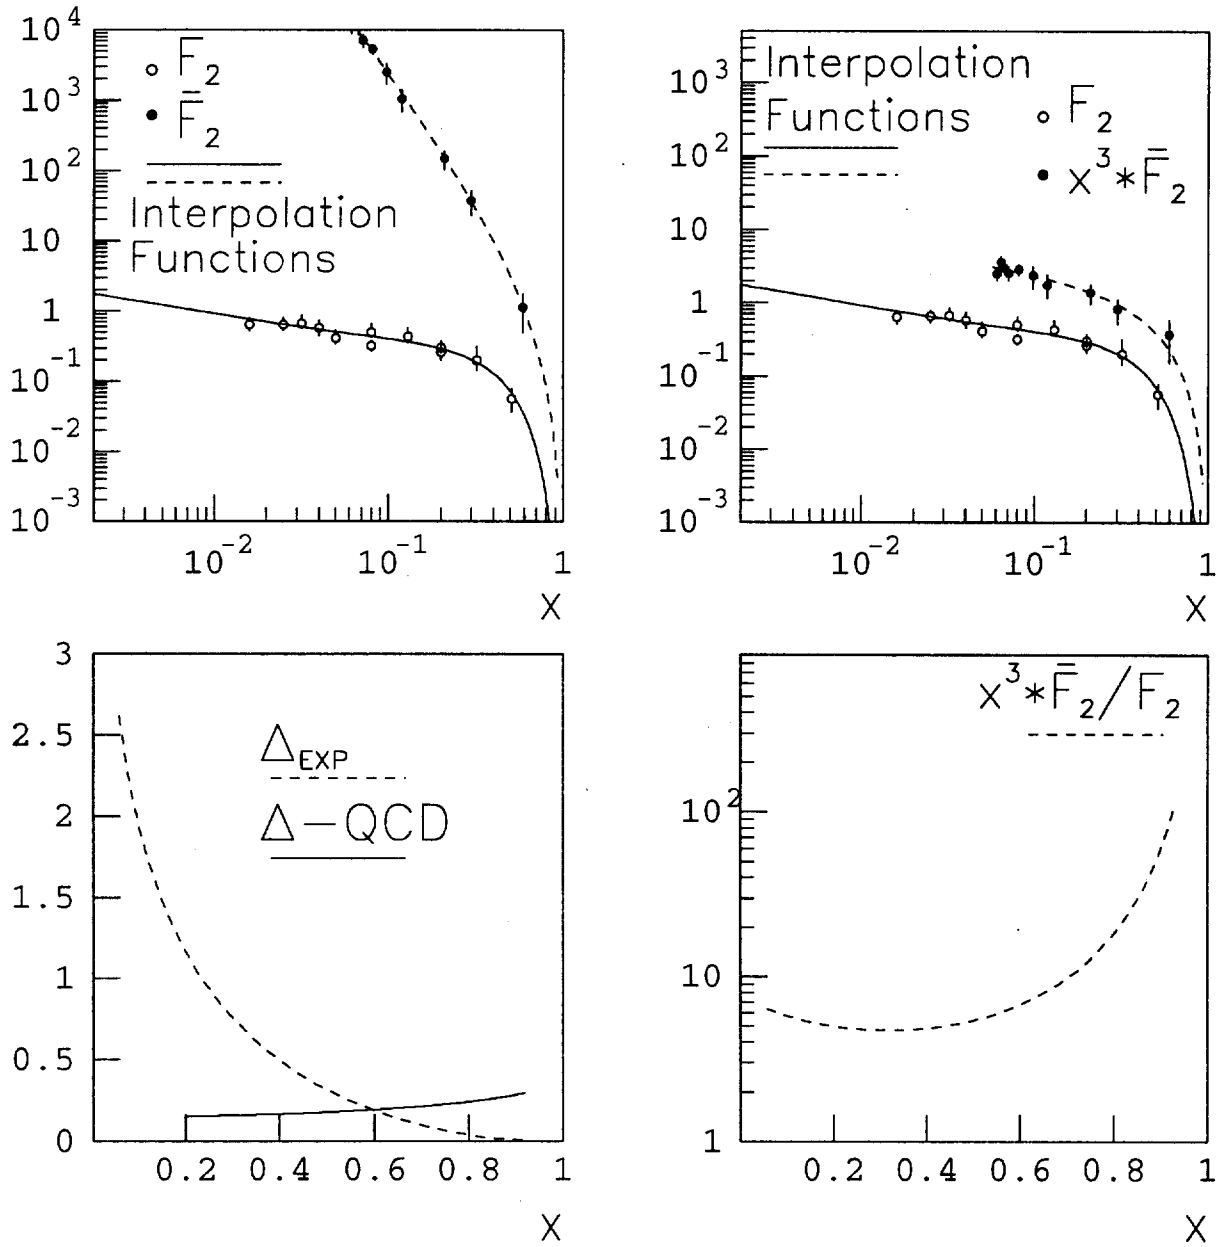 10^4
10^3
10^2
10
1
10^-1
10^-2
10^-3
F_2
F̄_2
Interpolation
Functions
10^-2
10^-1
1
X
Interpolation
Functions
F_2
x^3*F̿_2
10^3
10^2
10
1
10^-1
10^-2
10^-3
10^-2
10^-1
1
X
3
2.5
2
1.5
1
0.5
0
Δ_EXP
Δ–QCD
0.2 0.4 0.6 0.8 1
X
x^3*F̿_2/F_2
10^2
10
1
0.2 0.4 0.6 0.8 1
X